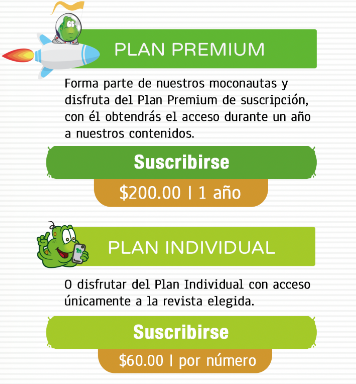 PLAN PREMIUM
Forma parte de nuestros moconautas y
disfruta del Plan Premium de suscripción,
con él obtendrás el acceso durante un año
a nuestros contenidos.
Suscribirse
$200.00 | 1 año
PLAN INDIVIDUAL
O disfrutar del Plan Individual con acceso
únicamente a la revista elegida.
Suscribirse
$60.00 | por número